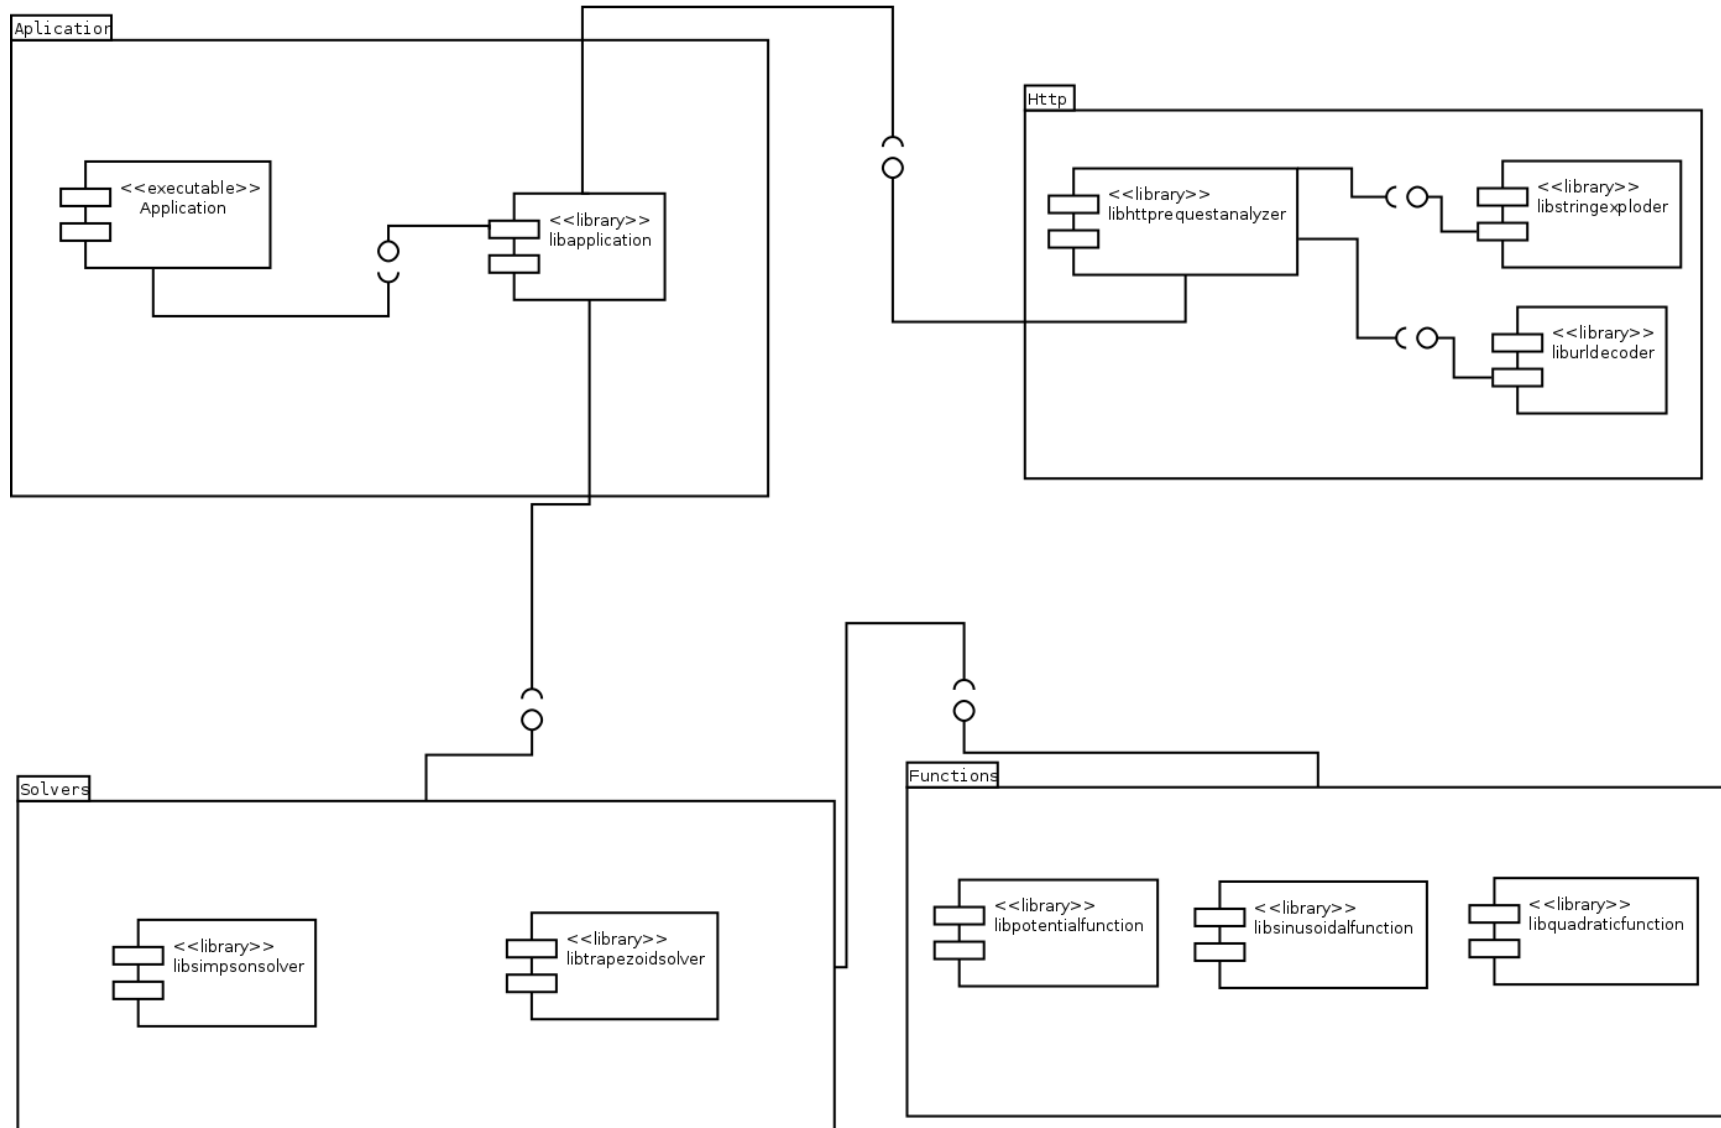 Aplication
<<executable>>
Application
<<library>>
libapplication
Http
<<library>>
libhttprequestanalyzer
<<library>>
libstringexploder
<<library>>
liburldecoder
Solvers
<<library>>
libsimpsonsolver
<<library>>
libtrapezoidsolver
Functions
<<library>>
libpotentialfunction
<<library>>
libsinusoidalfunction
<<library>>
libquadraticfunction